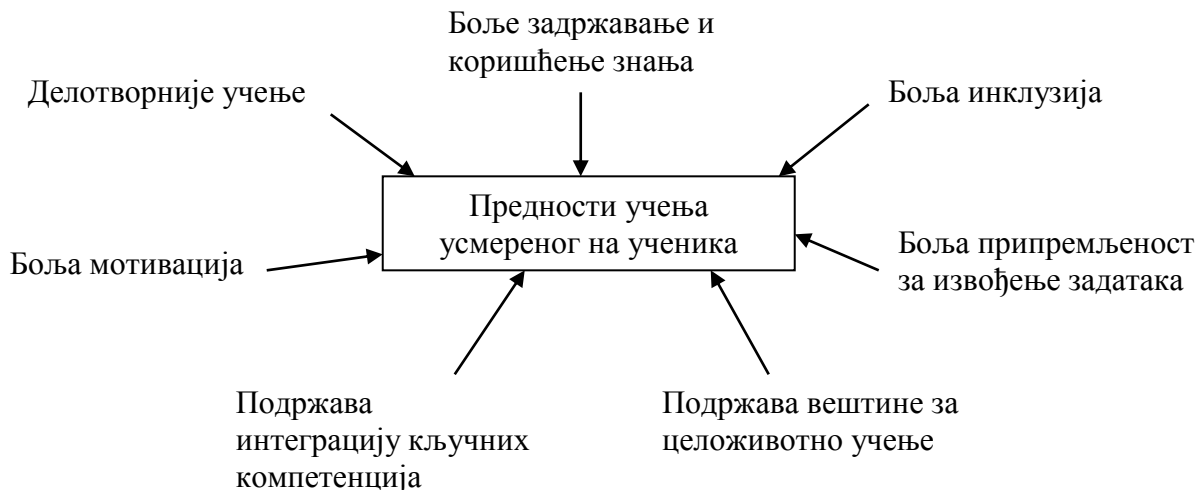 Боље задржавање и
коришћење знања
Делотворније учење
Боља инклузија
Предности учења
усмереног на ученика
Боља мотивација
Боља припремљеност
за извођење задатака
Подржава
интеграцију кључних
компетенција
Подржава вештине за
целоживотно учење